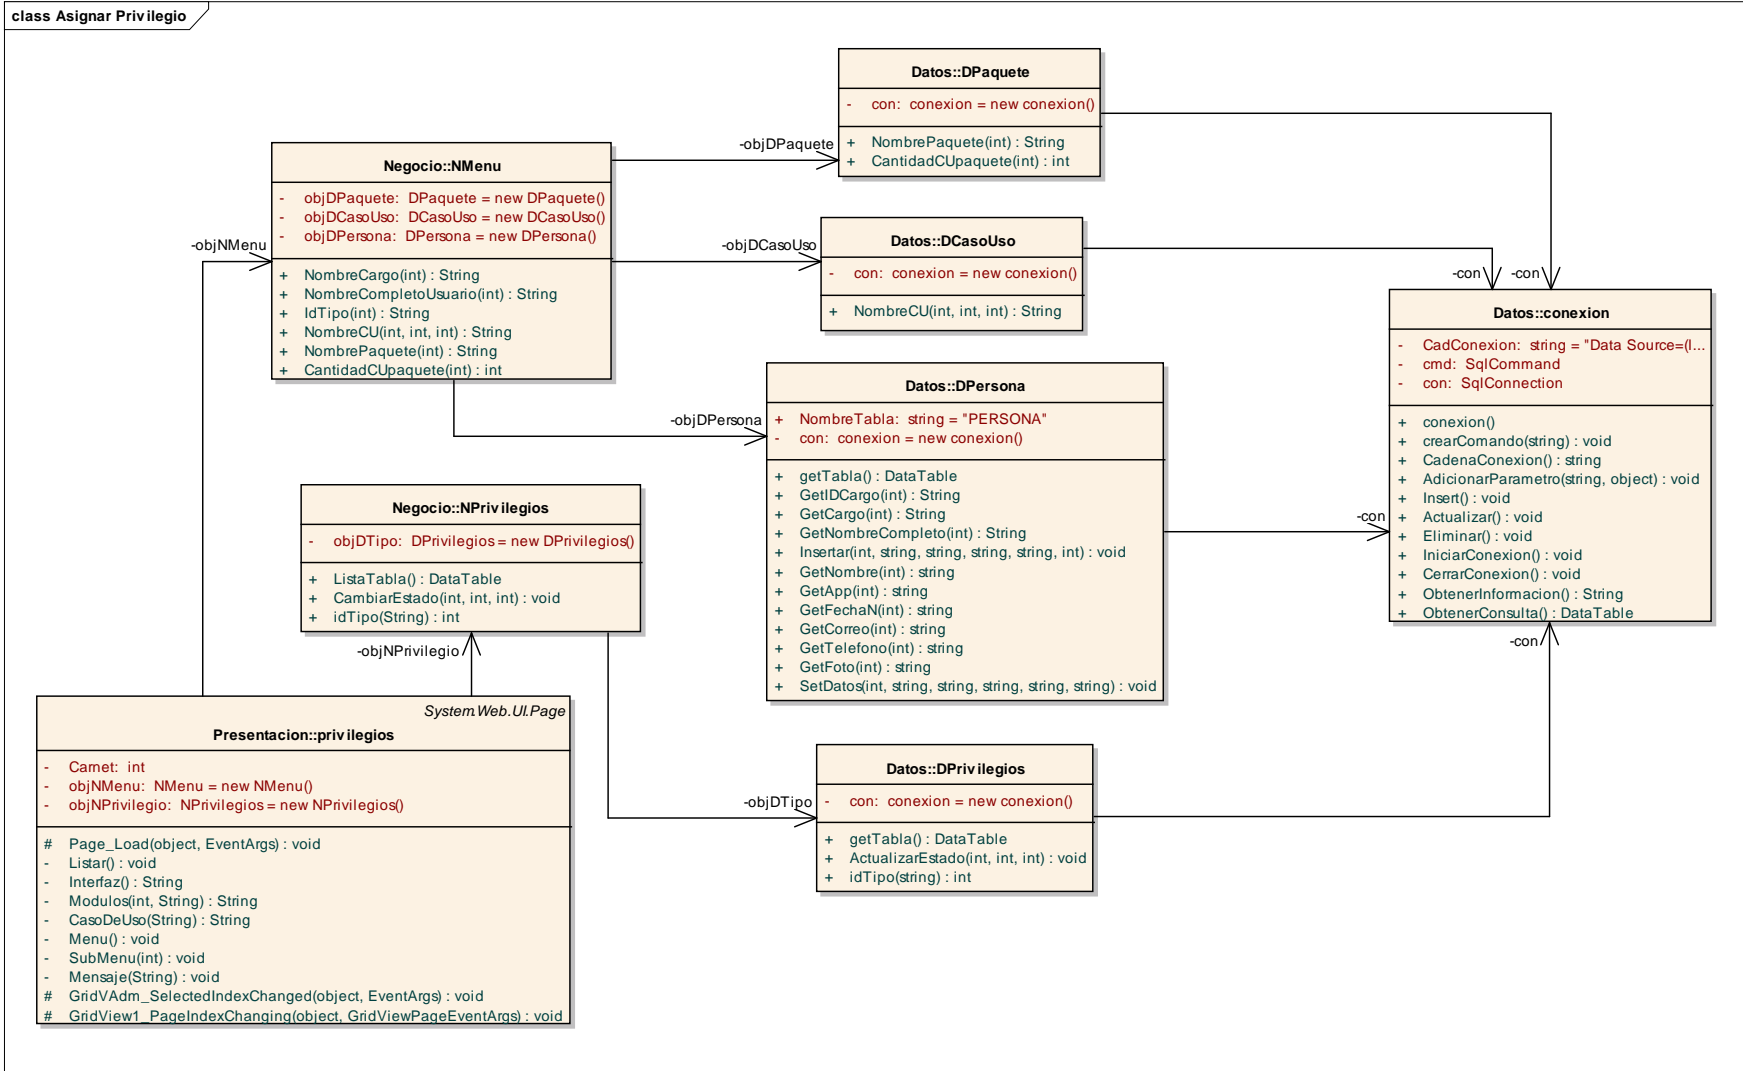 class Asignar Privilegio
Datos::DPaquete
- con: conexion = new conexion()
+ NombrePaquete(int) : String
+ CantidadCUpaquete(int) : int
-objDPaquete
Negocio::NMenu
- objDPaquete: DPaquete = new DPaquete()
- objDCasoUso: DCasoUso = new DCasoUso()
- objDPersona: DPersona = new DPersona()
+ NombreCargo(int) : String
+ NombreCompletoUsuario(int) : String
+ IdTipo(int) : String
+ NombreCU(int, int, int) : String
+ NombrePaquete(int) : String
+ CantidadCUpaquete(int) : int
-objNMenu
-objDCasoUso
Datos::DCasoUso
- con: conexion = new conexion()
+ NombreCU(int, int, int) : String
-con
-con
Datos::conexion
- CadConexion: string = "Data Source=(l...
- cmd: SqlCommand
- con: SqlConnection
+ conexion()
+ crearComando(string) : void
+ CadenaConexion() : string
+ AdicionarParametro(string, object) : void
+ Insert() : void
+ Actualizar() : void
+ Eliminar() : void
+ IniciarConexion() : void
+ CerrarConexion() : void
+ ObtenerInformacion() : String
+ ObtenerConsulta() : DataTable
-objDPersona
Datos::DPersona
+ NombreTabla: string = "PERSONA"
- con: conexion = new conexion()
+ getTabla() : DataTable
+ GetIDCargo(int) : String
+ GetCargo(int) : String
+ GetNombreCompleto(int) : String
+ Insertar(int, string, string, string, string, int) : void
+ GetNombre(int) : string
+ GetApp(int) : string
+ GetFechaN(int) : string
+ GetCorreo(int) : string
+ GetTelefono(int) : string
+ GetFoto(int) : string
+ SetDatos(int, string, string, string, string, string) : void
-con
Negocio::NPrivilegios
- objDTipo: DPrivilegios = new DPrivilegios()
+ ListaTabla() : DataTable
+ CambiarEstado(int, int, int) : void
+ idTipo(String) : int
-objNPrivilegio
-con
System.Web.UI.Page
Presentacion::privilegios
- Carnet: int
- objNMenu: NMenu = new NMenu()
- objNPrivilegio: NPrivilegios = new NPrivilegios()
# Page_Load(object, EventArgs) : void
- Listar() : void
- Interfaz() : String
- Modulos(int, String) : String
- CasoDeUso(String) : String
- Menu() : void
- SubMenu(int) : void
- Mensaje(String) : void
# GridVAdm_SelectedIndexChanged(object, EventArgs) : void
# GridView1_PageIndexChanging(object, GridViewPageEventArgs) : void
-objDTipo
Datos::DPrivilegios
- con: conexion = new conexion()
+ getTabla() : DataTable
+ ActualizarEstado(int, int, int) : void
+ idTipo(string) : int